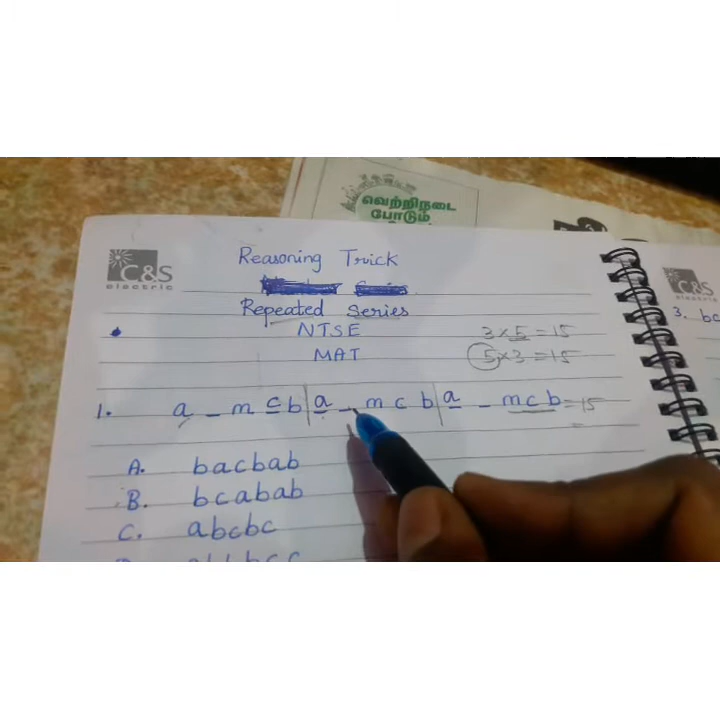 வெற்றிநடை
போடும்
C&S
electric
Reasoning Trick
Repeated Series
NTSE
MAT
3 x 5 = 15
5 x 3 = 15
1. a _ m c b | a _ m c b | a _ m c b = 15
A. bacbab
B. bcabab
C. abcbc
C&S
3. bc